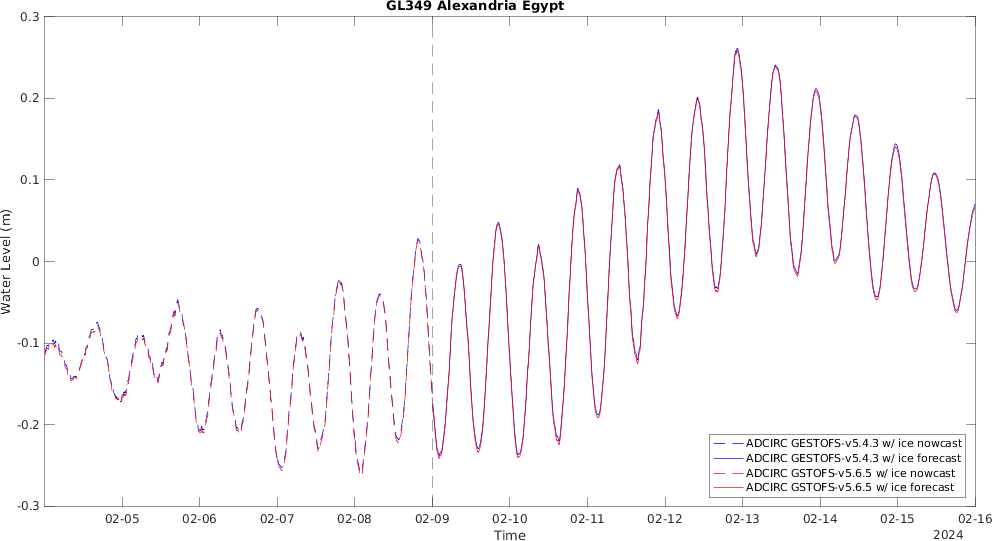 GL349 Alexandria Egypt
0.3
0.2
0.1
0
-0.1
-0.2
-0.3
Water Level (m)
ADCIRC GESTOFS-v5.4.3 w/ ice nowcast
ADCIRC GESTOFS-v5.4.3 w/ ice forecast
ADCIRC GSTOFS-v5.6.5 w/ ice nowcast
ADCIRC GSTOFS-v5.6.5 w/ ice forecast
02-05 02-06 02-07 02-08 02-09 02-10 02-11 02-12 02-13 02-14 02-15 02-16
Time
2024